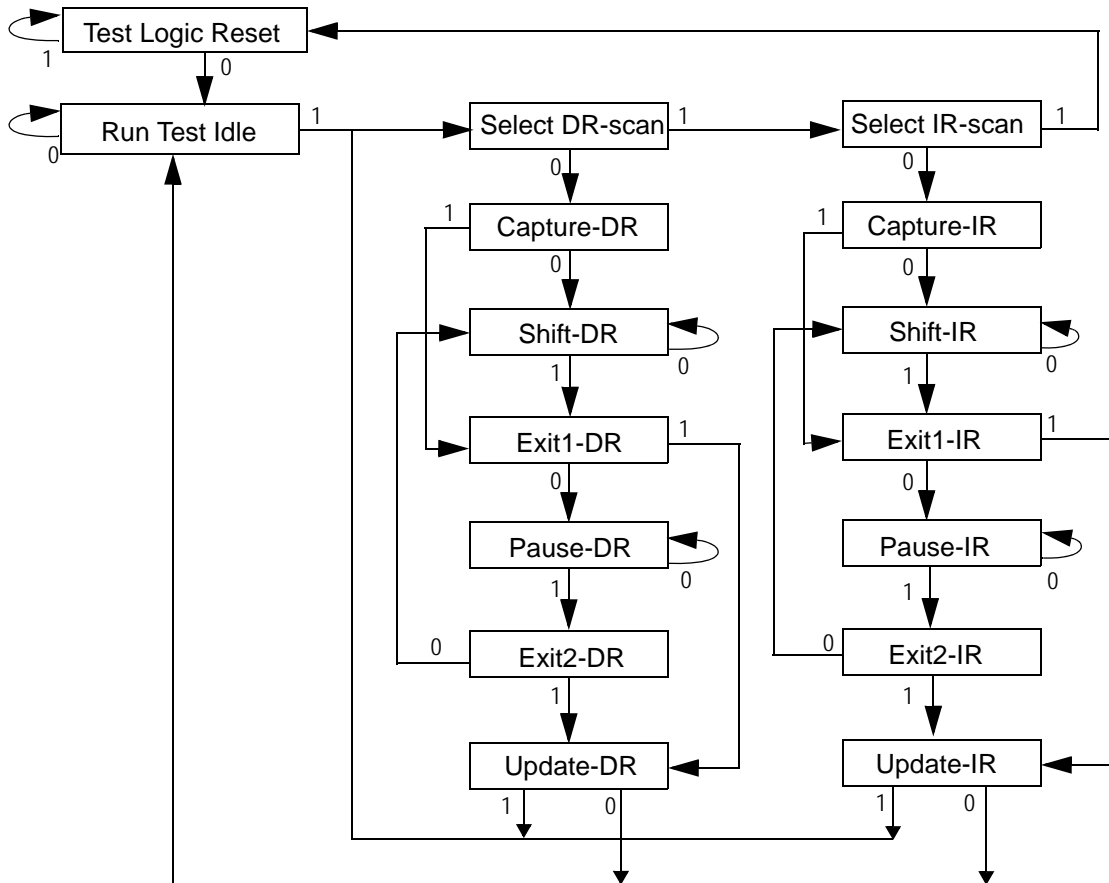 Test Logic Reset
1
0
Run Test Idle
1
0
Select DR-scan
1
0
Select IR-scan
1
0
Capture-DR
1
0
Capture-IR
1
0
Shift-DR
0
1
Shift-IR
0
1
Exit1-DR
1
0
Exit1-IR
1
0
Pause-DR
0
1
Pause-IR
0
1
Exit2-DR
0
1
Exit2-IR
0
1
Update-DR
1
0
Update-IR
1
0